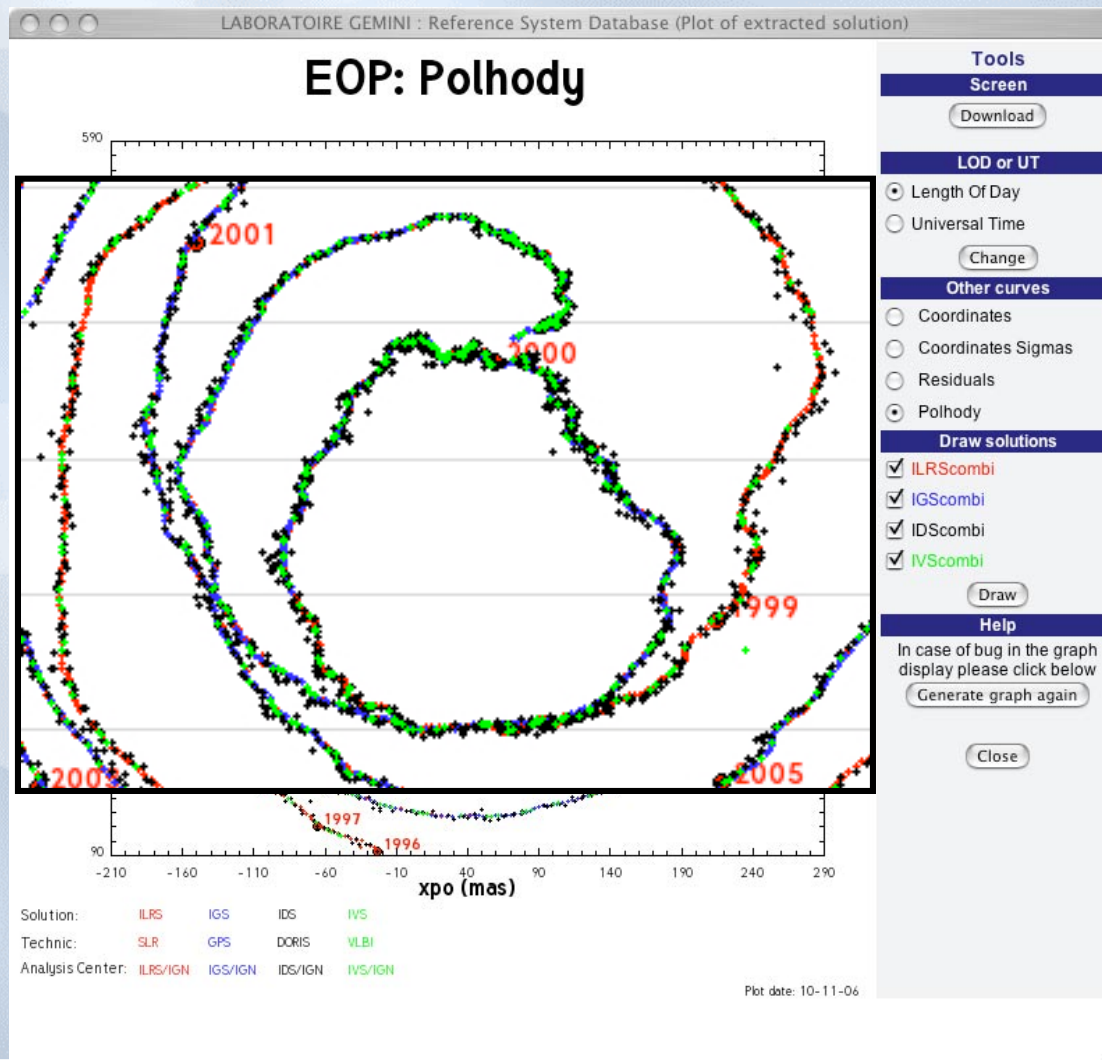 LABORATOIRE GEMINI : Reference System Database (Plot of extracted solution)
EOP: Polhody
590
2001
2000
1999
2005
1997
1996
90
-210 -160 -110 -60 -10 40 90 140 190 240 290
xpo (mas)
Solution: ILRS IGS IDS IVS
Technic: SLR GPS DORIS VLBI
Analysis Center: ILRS/IGN IGS/IGN IDS/IGN IVS/IGN
Plot date: 10-11-06
Tools
Screen
Download
LOD or UT
Length Of Day
Universal Time
Change
Other curves
Coordinates
Coordinates Sigmas
Residuals
Polhody
Draw solutions
ILRScombi
IGScombi
IDScombi
IVScombi
Draw
Help
In case of bug in the graph
display please click below
Generate graph again
Close